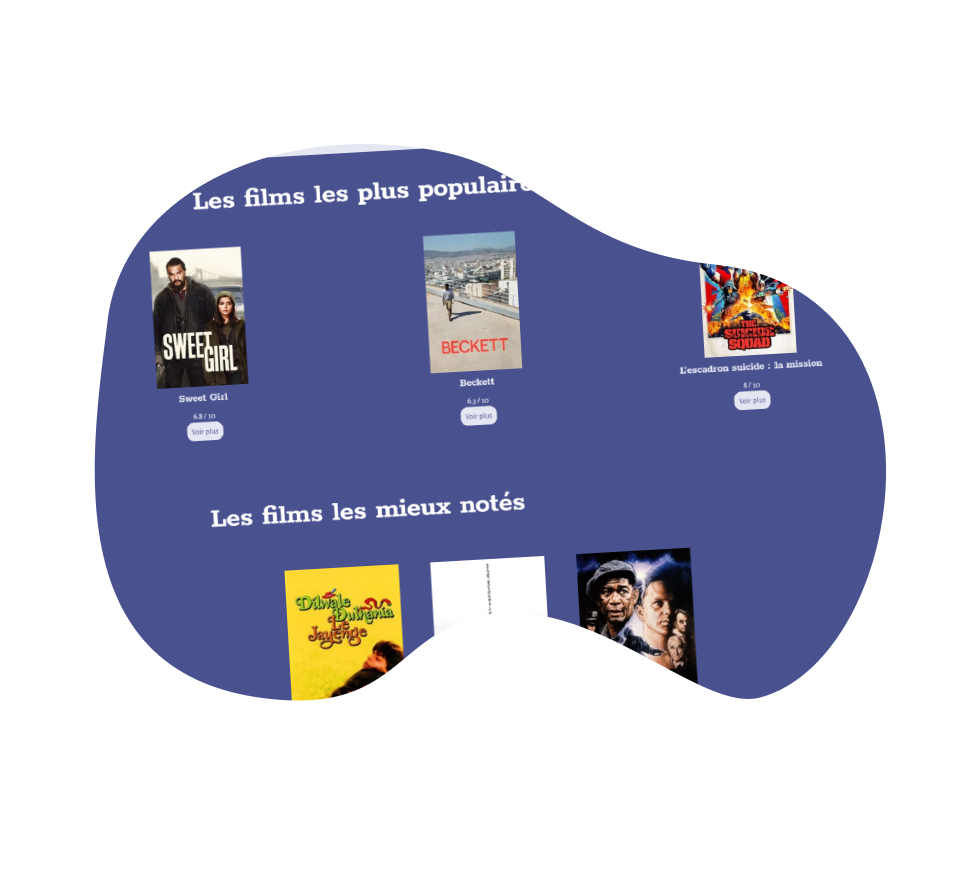 Les films les plus populaire
SWEET
GIRL
Sweet Girl
6.8 / 10
Voir plus
BECKETT
Beckett
6.3 / 10
Voir plus
THE
SUICIDE
SQUAD
L'escadron suicide : la mission
8 / 10
Voir plus
Les films les mieux notés
Dilwale
Dulhania
Le
Jayenge